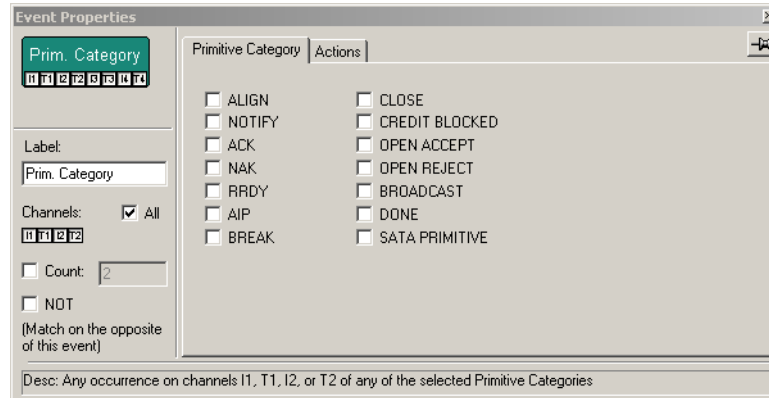 Event Properties
Prim. Category
I1 T1 I2 T2 I3 T3 I4 T4
Label:
Prim. Category
Channels: All
I1 T1 I2 T2
Count: 2
NOT
(Match on the opposite
of this event)
Primitive Category Actions
ALIGN CLOSE
NOTIFY CREDIT BLOCKED
ACK OPEN ACCEPT
NAK OPEN REJECT
RRDY BROADCAST
AIP DONE
BREAK SATA PRIMITIVE
Desc: Any occurrence on channels I1, T1, I2, or T2 of any of the selected Primitive Categories